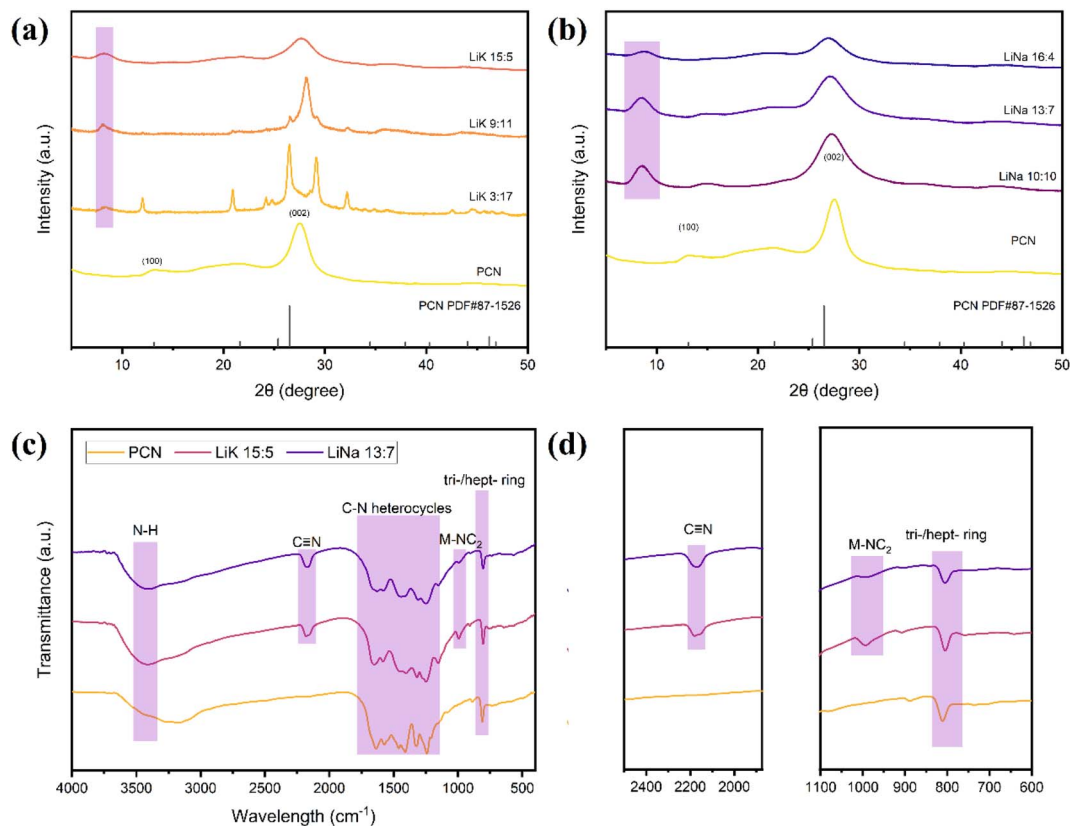 (a)
LiK 15:5
LiK 9:11
LiK 3:17
(002)
(100)
PCN
PCN PDF#87-1526
Intensity (a.u.)
10 20 30 40 50
2θ (degree)
(b)
LiNa 16:4
LiNa 13:7
LiNa 10:10
(002)
(100)
PCN
PCN PDF#87-1526
Intensity (a.u.)
10 20 30 40 50
2θ (degree)
(c)
PCN LiK 15:5 LiNa 13:7
tri-/hept- ring
C-N heterocycles
N-H
C≡N
M-NC₂
Transmittance (a.u.)
4000 3500 3000 2500 2000 1500 1000 500
Wavelength (cm⁻¹)
(d)
C≡N
M-NC₂
tri-/hept- ring
2400 2200 2000
1100 1000 900 800 700 600